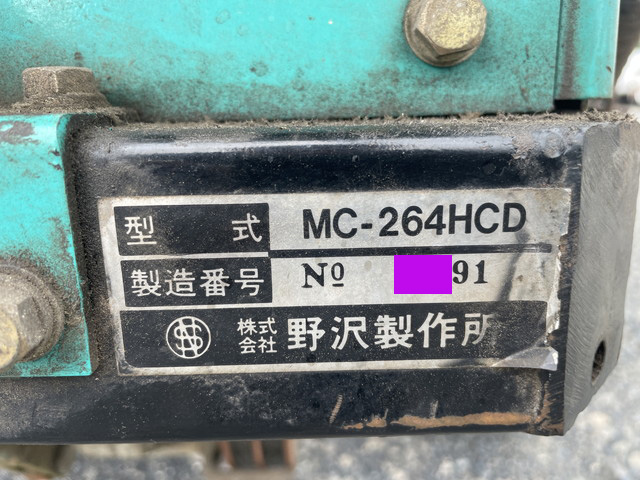 型 式 MC-264HCD
製造番号 Nº 91
株式会社 野沢製作所